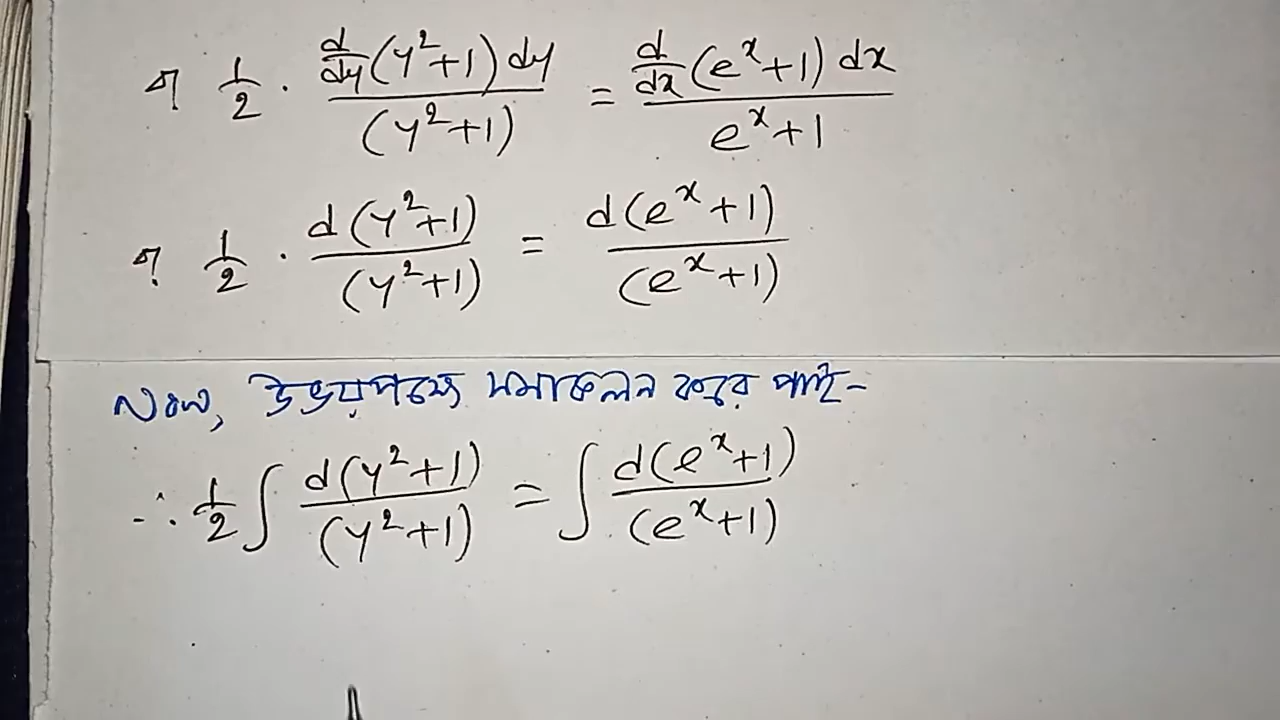 বা 1/2 · d/dy (y²+1) dy / (y²+1) = d/dx (eˣ+1) dx / eˣ+1
বা 1/2 · d(y²+1) / (y²+1) = d(eˣ+1) / (eˣ+1)
উভয়পক্ষে সমাকলন করে পাই-
∴ 1/2 ∫ d(y²+1) / (y²+1) = ∫ d(eˣ+1) / (eˣ+1)